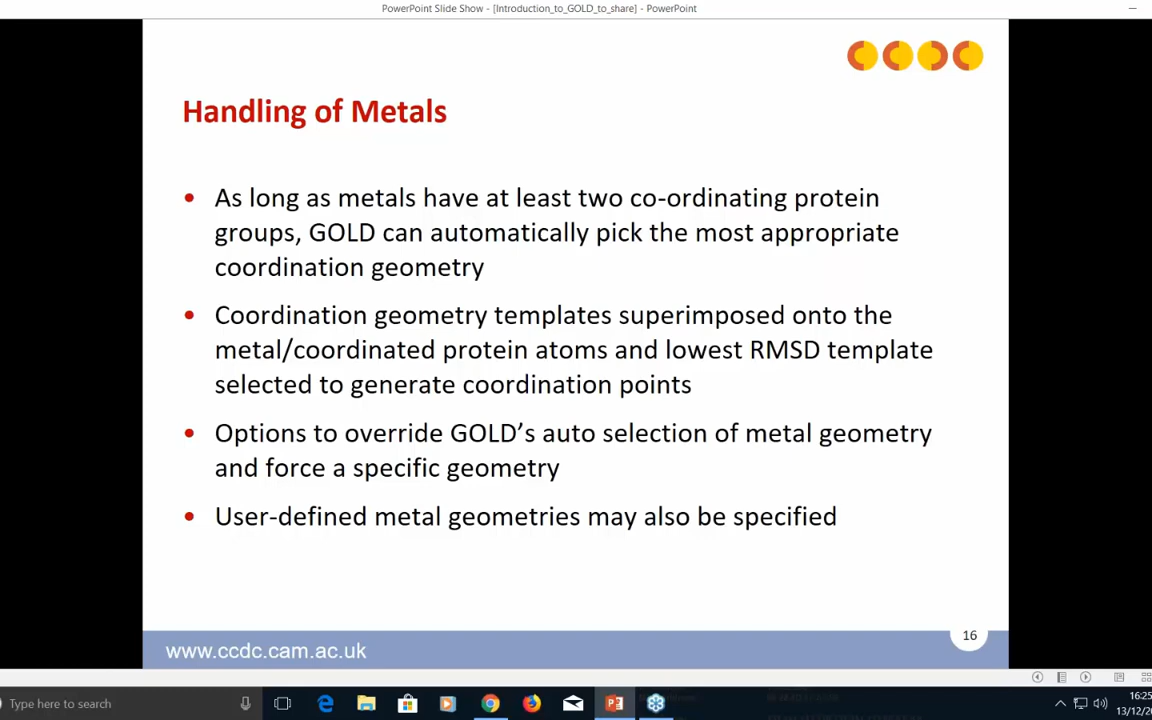 PowerPoint Slide Show - [Introduction_to_GOLD_to_share] - PowerPoint
Handling of Metals
• As long as metals have at least two co-ordinating protein
groups, GOLD can automatically pick the most appropriate
coordination geometry
• Coordination geometry templates superimposed onto the
metal/coordinated protein atoms and lowest RMSD template
selected to generate coordination points
• Options to override GOLD’s auto selection of metal geometry
and force a specific geometry
• User-defined metal geometries may also be specified
16
www.ccdc.cam.ac.uk
Type here to search
16:25
13/12/20